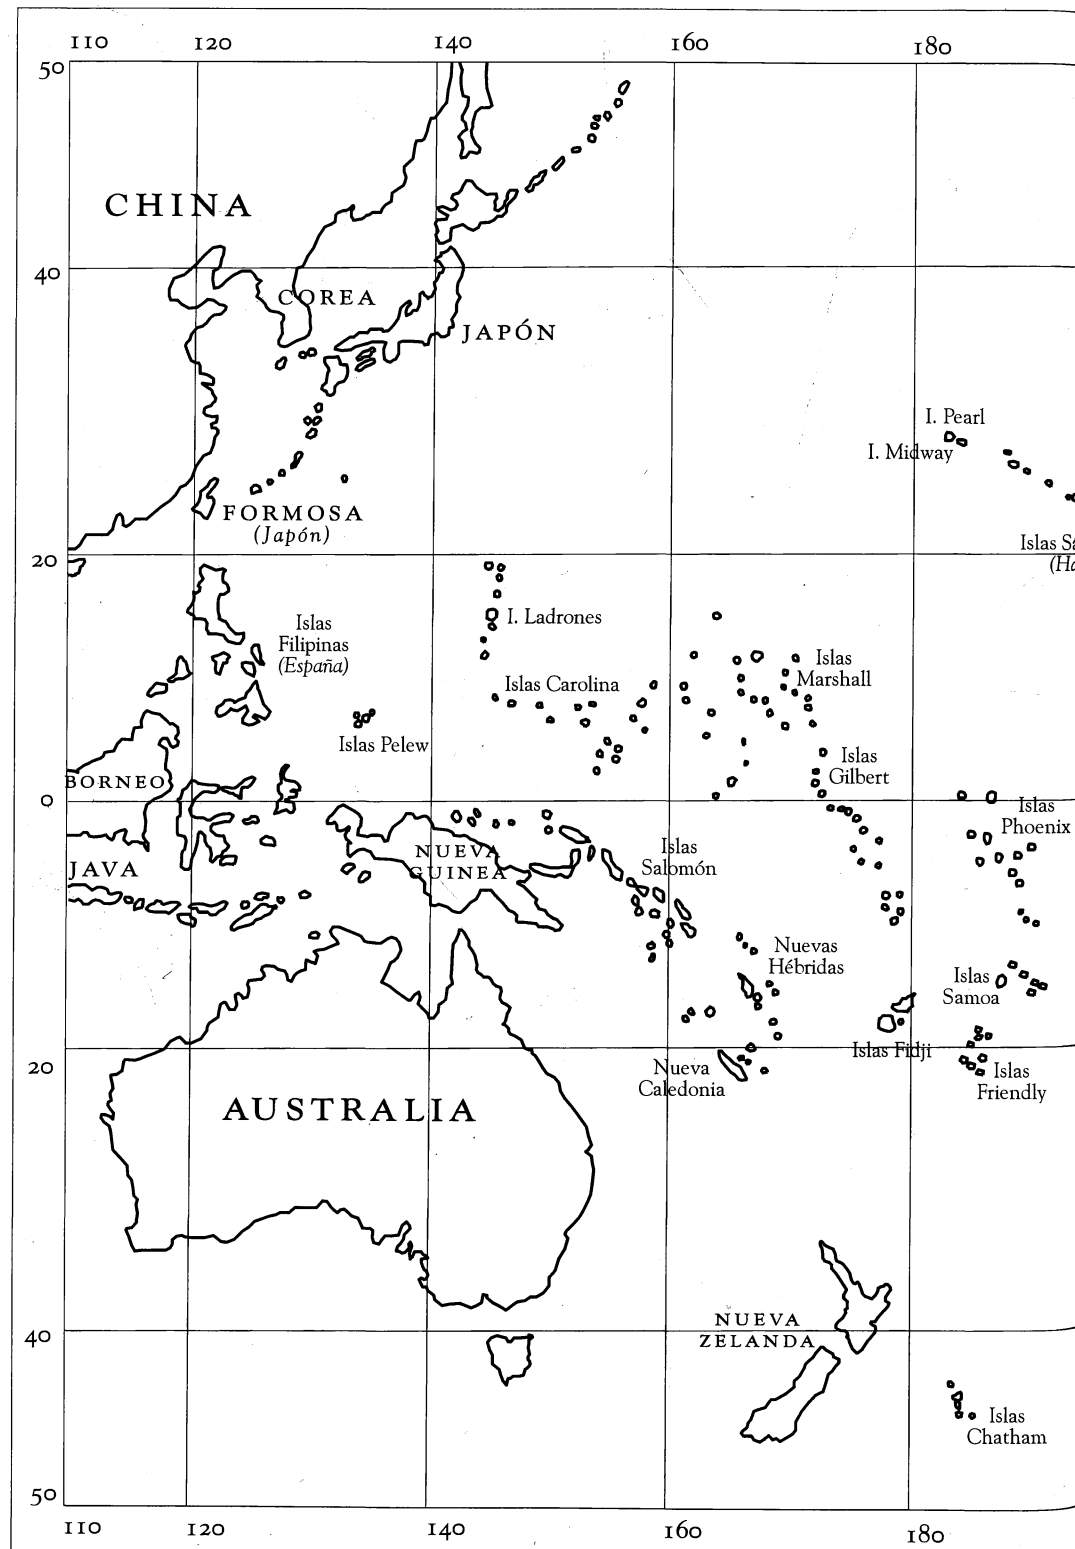 110 120 140 160 180
50
CHINA
40
COREA
JAPÓN
I. Pearl
I. Midway
FORMOSA
(Japón)
20
Islas Sa
(Ha
Islas
Filipinas
(España)
I. Ladrones
Islas Carolina
Islas
Marshall
Islas Pelew
Islas
Gilbert
BORNEO
0
Islas
Phoenix
NUEVA
GUINEA
Islas
Salomón
JAVA
Nuevas
Hébridas
Islas
Samoa
Islas Fidji
20
Nueva
Caledonia
Islas
Friendly
AUSTRALIA
NUEVA
ZELANDA
40
Islas
Chatham
50
110 120 140 160 180